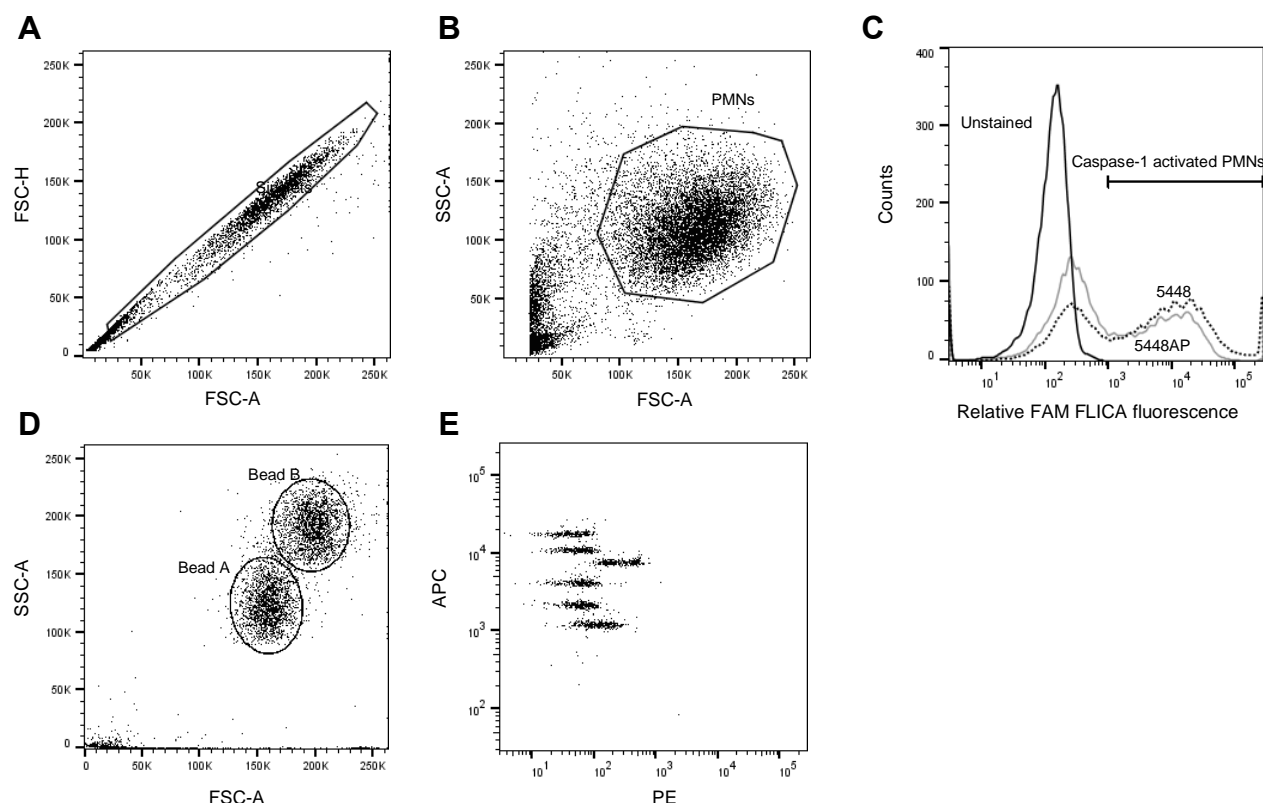 A
FSC-H
250K
200K
150K
100K
50K
0
Singlets
50K 100K 150K 200K 250K
FSC-A
B
SSC-A
250K
200K
150K
100K
50K
PMNs
50K 100K 150K 200K 250K
FSC-A
C
Counts
400
300
200
100
0
Unstained
Caspase-1 activated PMNs
5448
5448AP
10¹ 10² 10³ 10⁴ 10⁵
Relative FAM FLICA fluorescence
D
SSC-A
250K
200K
150K
100K
50K
0
Bead B
Bead A
0 50K 100K 150K 200K 250K
FSC-A
E
APC
10⁵
10⁴
10³
10²
10¹ 10² 10³ 10⁴ 10⁵
PE